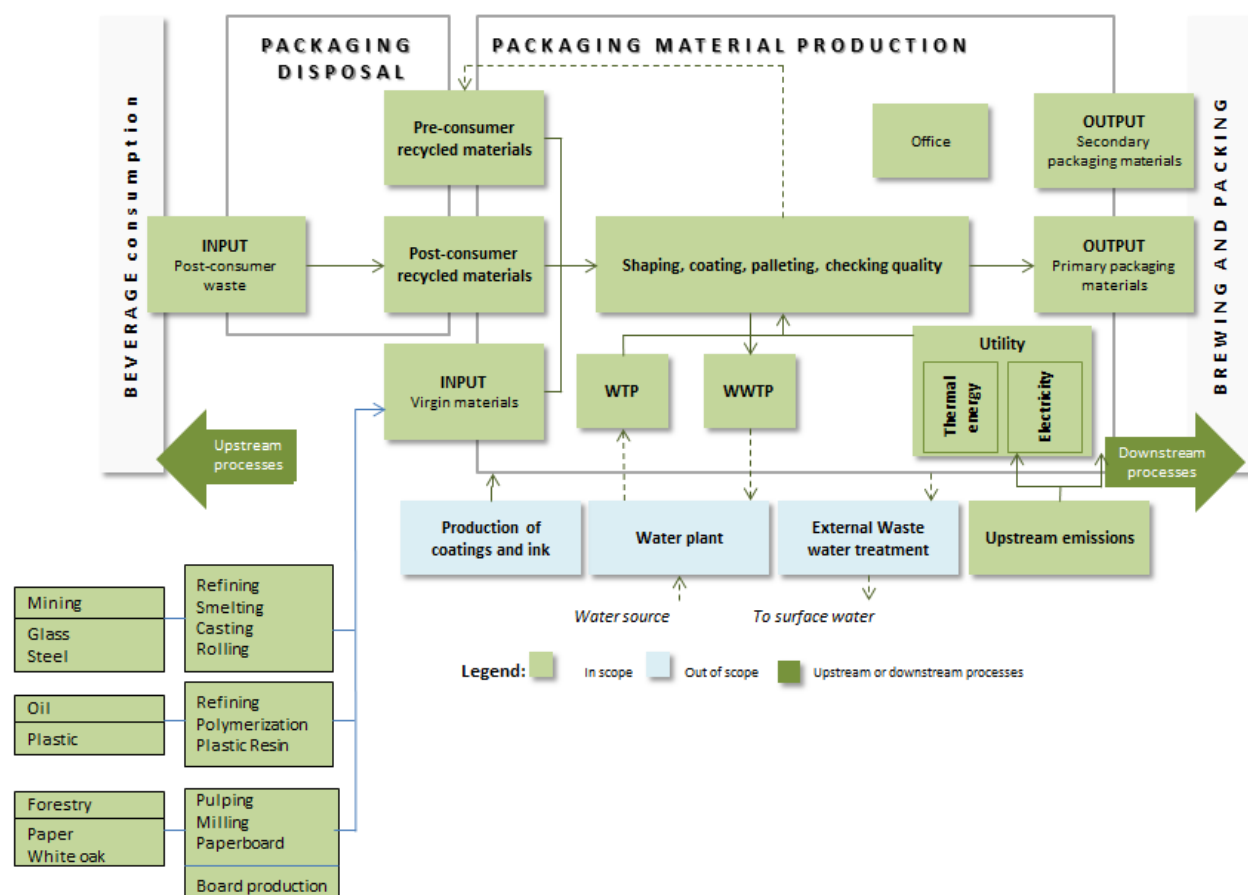 PACKAGING
DISPOSAL
PACKAGING MATERIAL PRODUCTION
BEVERAGE consumption
BREWING AND PACKING
Pre-consumer
recycled materials
Office
OUTPUT
Secondary
packaging materials
INPUT
Post-consumer
waste
Post-consumer
recycled materials
Shaping, coating, palleting, checking quality
OUTPUT
Primary packaging
materials
INPUT
Virgin materials
WTP
WWTP
Utility
Thermal
energy
Electricity
Upstream
processes
Downstream
processes
Production of
coatings and ink
Water plant
External Waste
water treatment
Upstream emissions
Water source
To surface water
Legend:
In scope
Out of scope
Upstream or downstream processes
Mining
Glass
Steel
Refining
Smelting
Casting
Rolling
Oil
Plastic
Refining
Polymerization
Plastic Resin
Forestry
Paper
White oak
Pulping
Milling
Paperboard
Board production